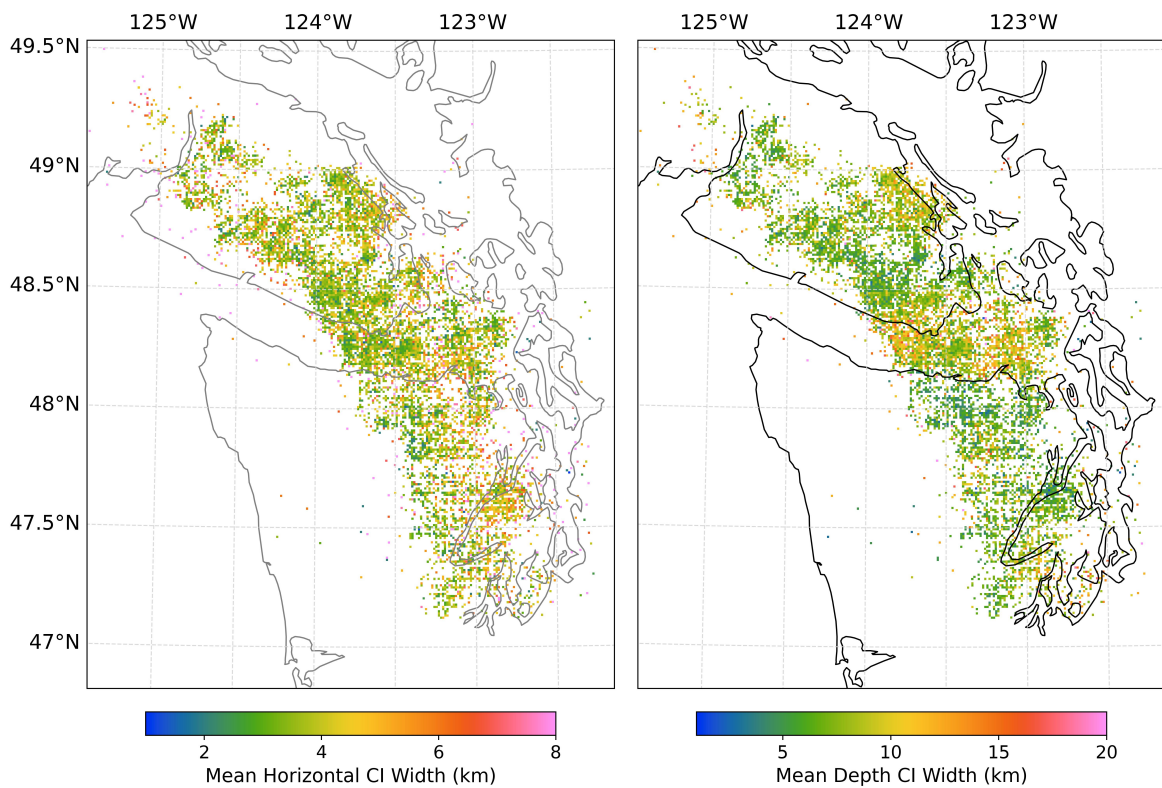 125°W 124°W 123°W 125°W 124°W 123°W
49.5°N
49°N
48.5°N
48°N
47.5°N
47°N
2 4 6 8 5 10 15 20
Mean Horizontal CI Width (km) Mean Depth CI Width (km)